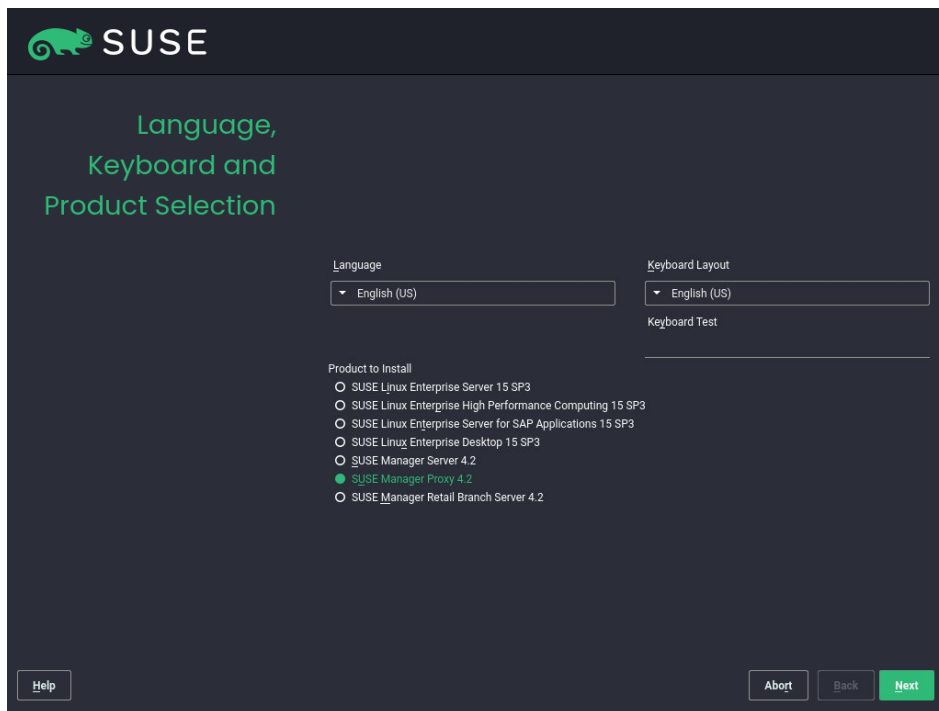 SUSE
Language,
Keyboard and
Product Selection
Language
Keyboard Layout
English (US)
English (US)
Keyboard Test
Product to Install
SUSE Linux Enterprise Server 15 SP3
SUSE Linux Enterprise High Performance Computing 15 SP3
SUSE Linux Enterprise Server for SAP Applications 15 SP3
SUSE Linux Enterprise Desktop 15 SP3
SUSE Manager Server 4.2
SUSE Manager Proxy 4.2
SUSE Manager Retail Branch Server 4.2
Help
Abort
Back
Next